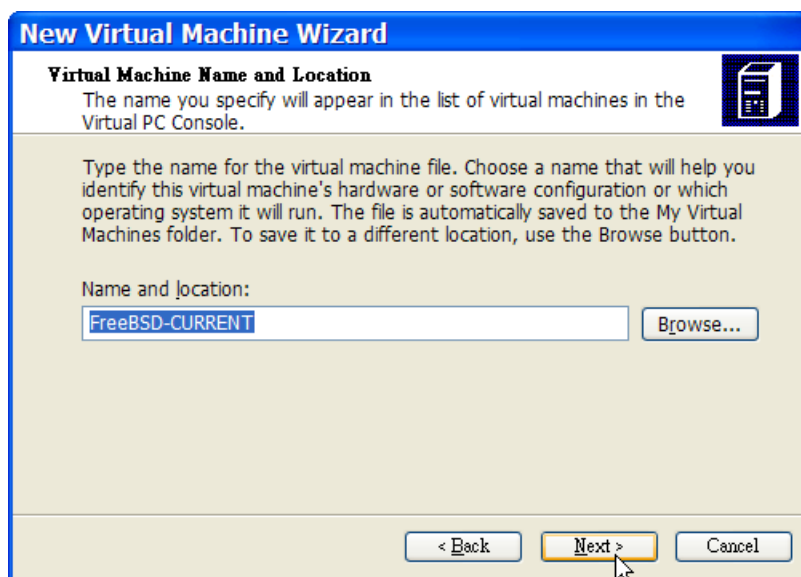 New Virtual Machine Wizard
Virtual Machine Name and Location
The name you specify will appear in the list of virtual machines in the
Virtual PC Console.
Type the name for the virtual machine file. Choose a name that will help you
identify this virtual machine's hardware or software configuration or which
operating system it will run. The file is automatically saved to the My Virtual
Machines folder. To save it to a different location, use the Browse button.
Name and location:
FreeBSD-CURRENT
Browse...
< Back
Next >
Cancel